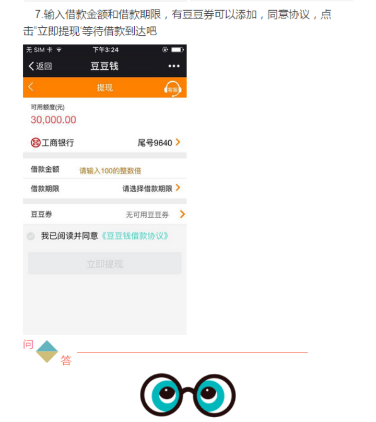 7.输入借款金额和借款期限，有豆豆券可以添加，同意协议，点
击“立即提现”等待借款到达吧
无SIM卡
下午3:24
返回
豆豆钱
提现
可用额度(元)
30,000.00
工商银行
尾号9640
借款金额
请输入100的整数倍
借款期限
请选择借款期限
豆豆券
无可用豆豆券
我已阅读并同意《豆豆钱借款协议》
立即提现
问
答